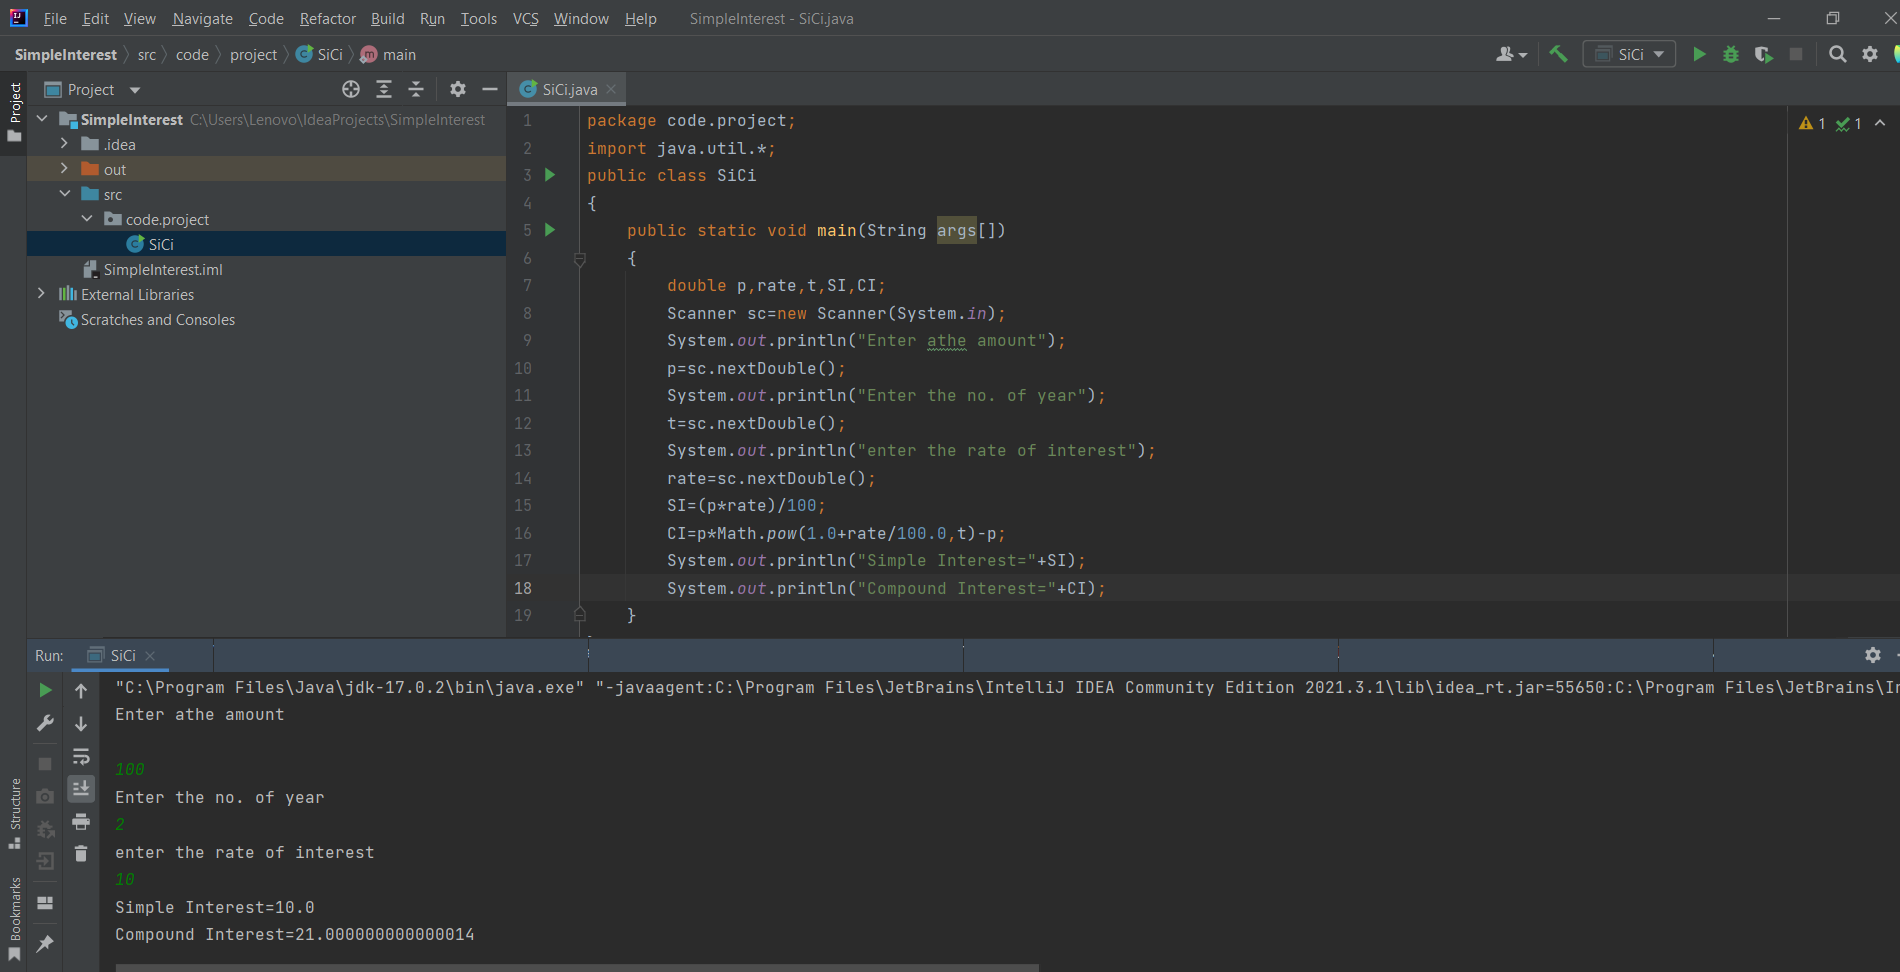 File Edit View Navigate Code Refactor Build Run Tools VCS Window Help SimpleInterest - SiCi.java
SimpleInterest src code project SiCi main SiCi
Project
Project
SiCi.java
SimpleInterest C:\Users\Lenovo\IdeaProjects\SimpleInterest
.idea
out
src
code.project
SiCi
SimpleInterest.iml
External Libraries
Scratches and Consoles
1 package code.project;
2 import java.util.*;
3 public class SiCi
4 {
5 public static void main(String args[])
6 {
7 double p,rate,t,SI,CI;
8 Scanner sc=new Scanner(System.in);
9 System.out.println("Enter athe amount");
10 p=sc.nextDouble();
11 System.out.println("Enter the no. of year");
12 t=sc.nextDouble();
13 System.out.println("enter the rate of interest");
14 rate=sc.nextDouble();
15 SI=(p*rate)/100;
16 CI=p*Math.pow(1.0+rate/100.0,t)-p;
17 System.out.println("Simple Interest="+SI);
18 System.out.println("Compound Interest="+CI);
19 }
1 1
Run: SiCi
"C:\Program Files\Java\jdk-17.0.2\bin\java.exe" "-javaagent:C:\Program Files\JetBrains\IntelliJ IDEA Community Edition 2021.3.1\lib\idea_rt.jar=55650:C:\Program Files\JetBrains\In
Enter athe amount
100
Enter the no. of year
2
enter the rate of interest
10
Simple Interest=10.0
Compound Interest=21.000000000000014
Structure
Bookmarks